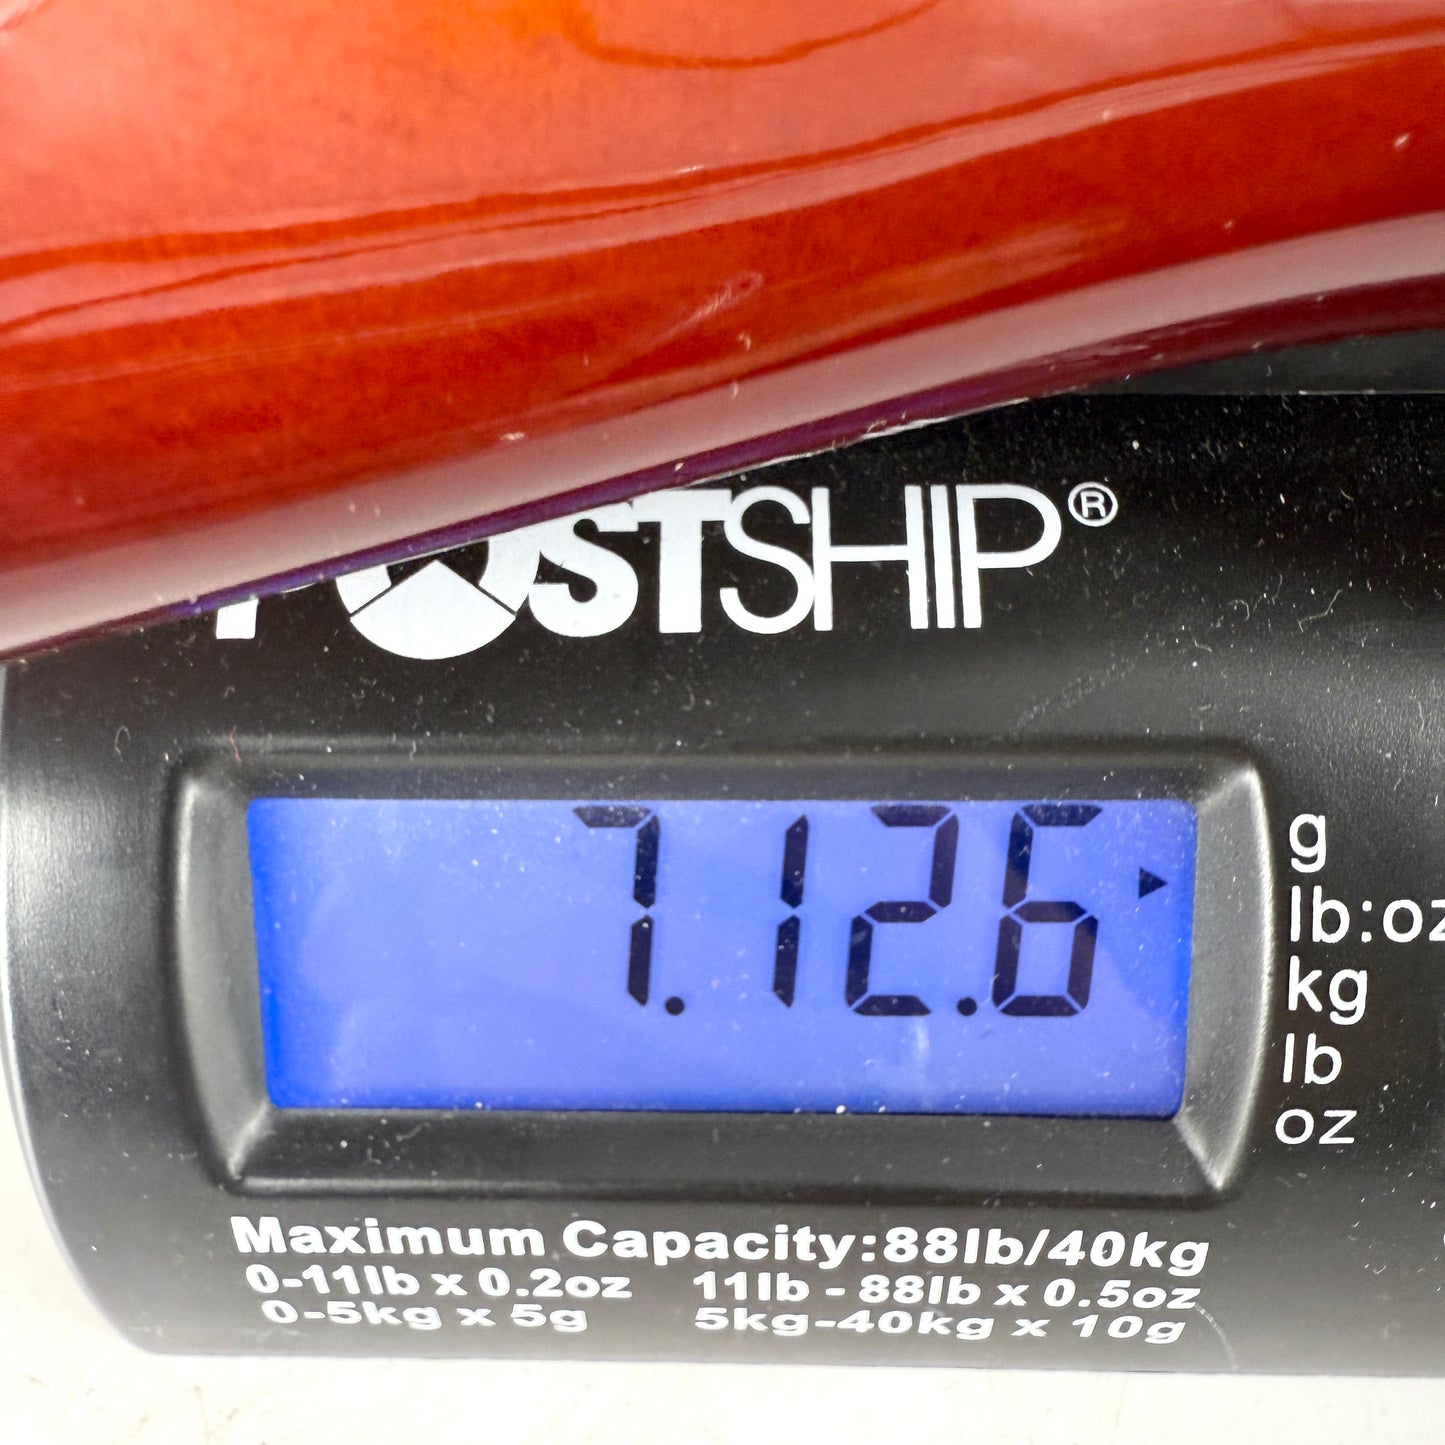 POSTSHIP®
7.12.6
g
lb:oz
kg
lb
oz
Maximum Capacity:88lb/40kg
0-11lb x 0.2oz 11lb - 88lb x 0.5oz
0-5kg x 5g 5kg-40kg x 10g